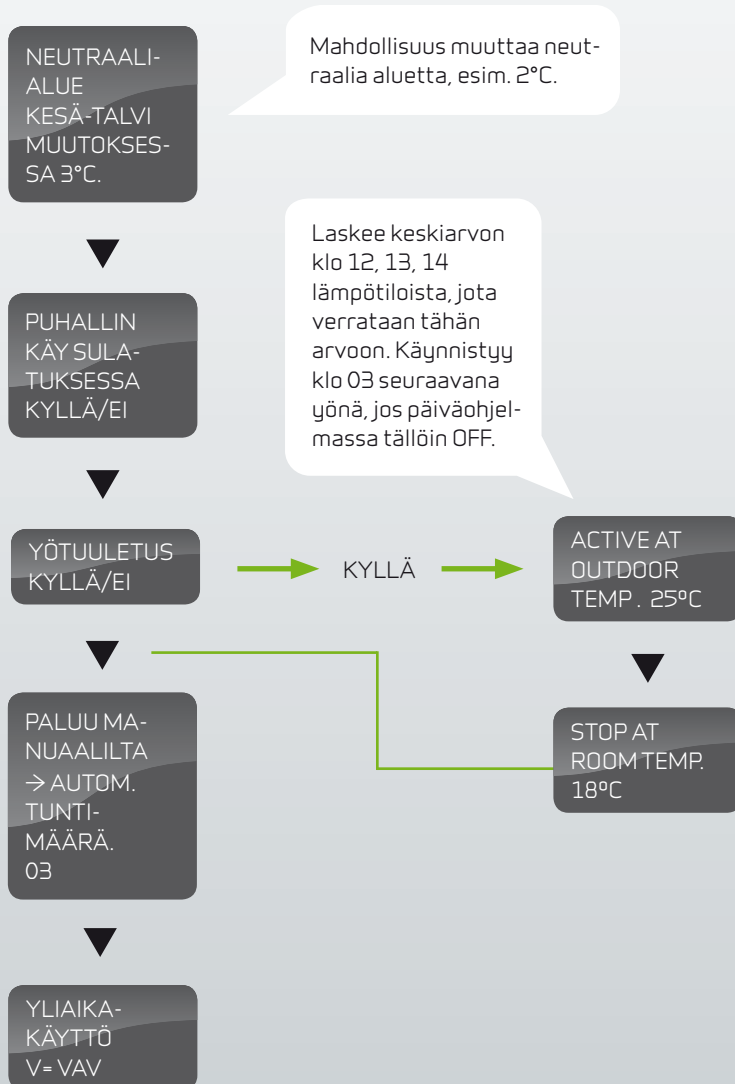 NEUTRAALI-
ALUE
KESÄ-TALVI
MUUTOKSES-
SA 3°C.
Mahdollisuus muuttaa neut-
raalia aluetta, esim. 2°C.
PUHALLIN
KÄY SULA-
TUKSESSA
KYLLÄ/EI
Laskee keskiarvon
klo 12, 13, 14
lämpötiloista, jota
verrataan tähän
arvoon. Käynnistyy
klo 03 seuraavana
yönä, jos päiväohjel-
massa tällöin OFF.
YÖTUULETUS
KYLLÄ/EI
KYLLÄ
ACTIVE AT
OUTDOOR
TEMP. 25ºC
STOP AT
ROOM TEMP.
18ºC
PALUU MA-
NUAALILTA
→ AUTOM.
TUNTI-
MÄÄRÄ.
03
YLIAIKA-
KÄYTTÖ
V= VAV